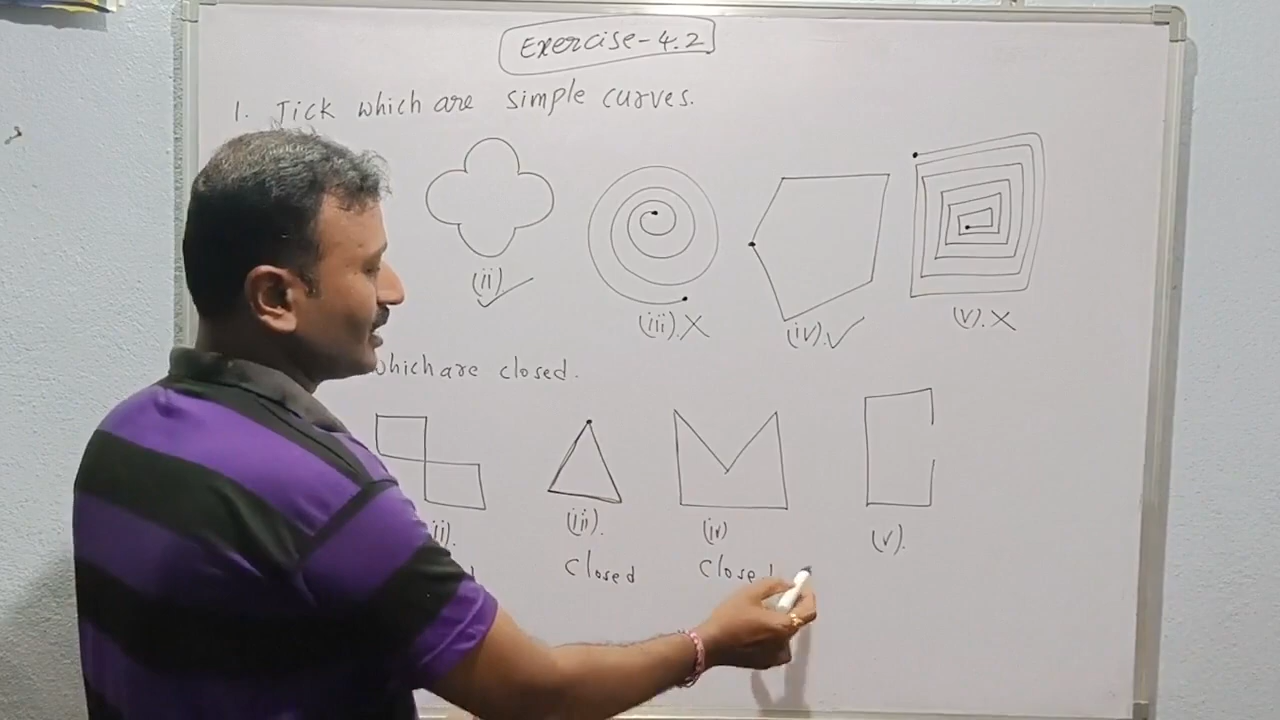 Exercise-4.2
1. Tick which are simple curves.
(ii) ✓ (iii). X (iv). ✓ (v). X
which are closed.
(ii). (iii). (iv) (v).
closed closed